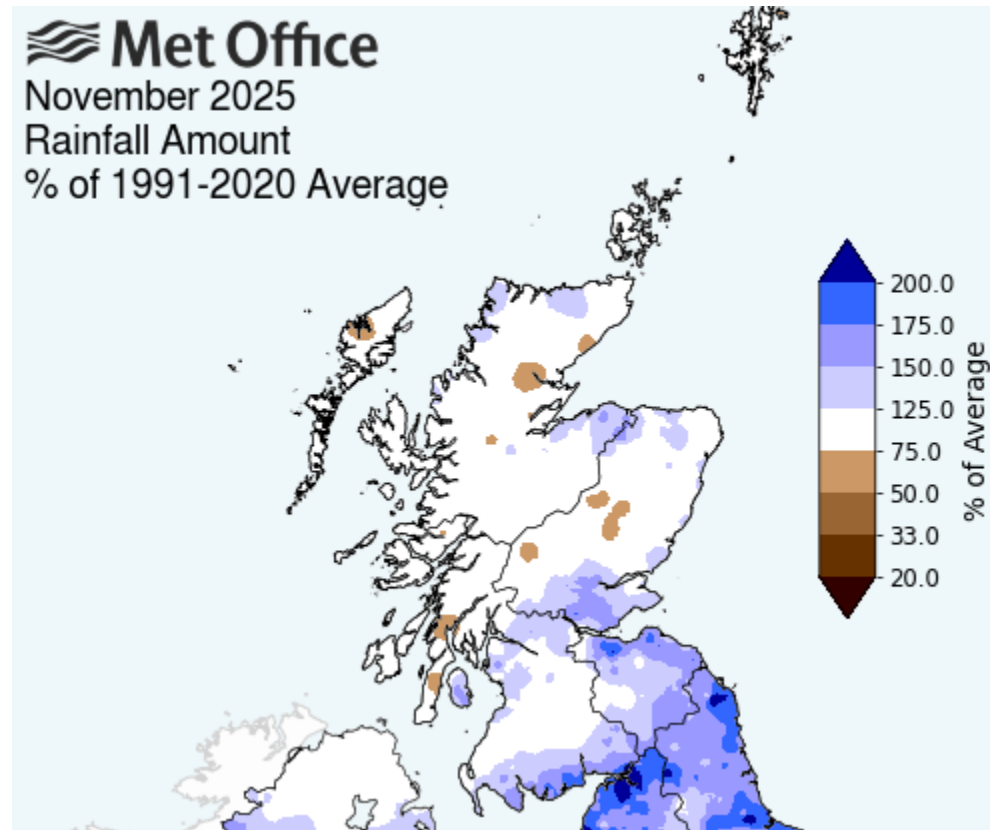 Met Office
November 2025
Rainfall Amount
% of 1991-2020 Average
200.0
175.0
150.0
125.0
75.0
50.0
33.0
20.0
% of Average